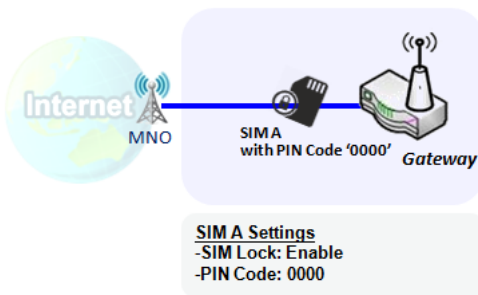 Internet
MNO
SIM A
with PIN Code ‘0000’
Gateway
SIM A Settings
-SIM Lock: Enable
-PIN Code: 0000